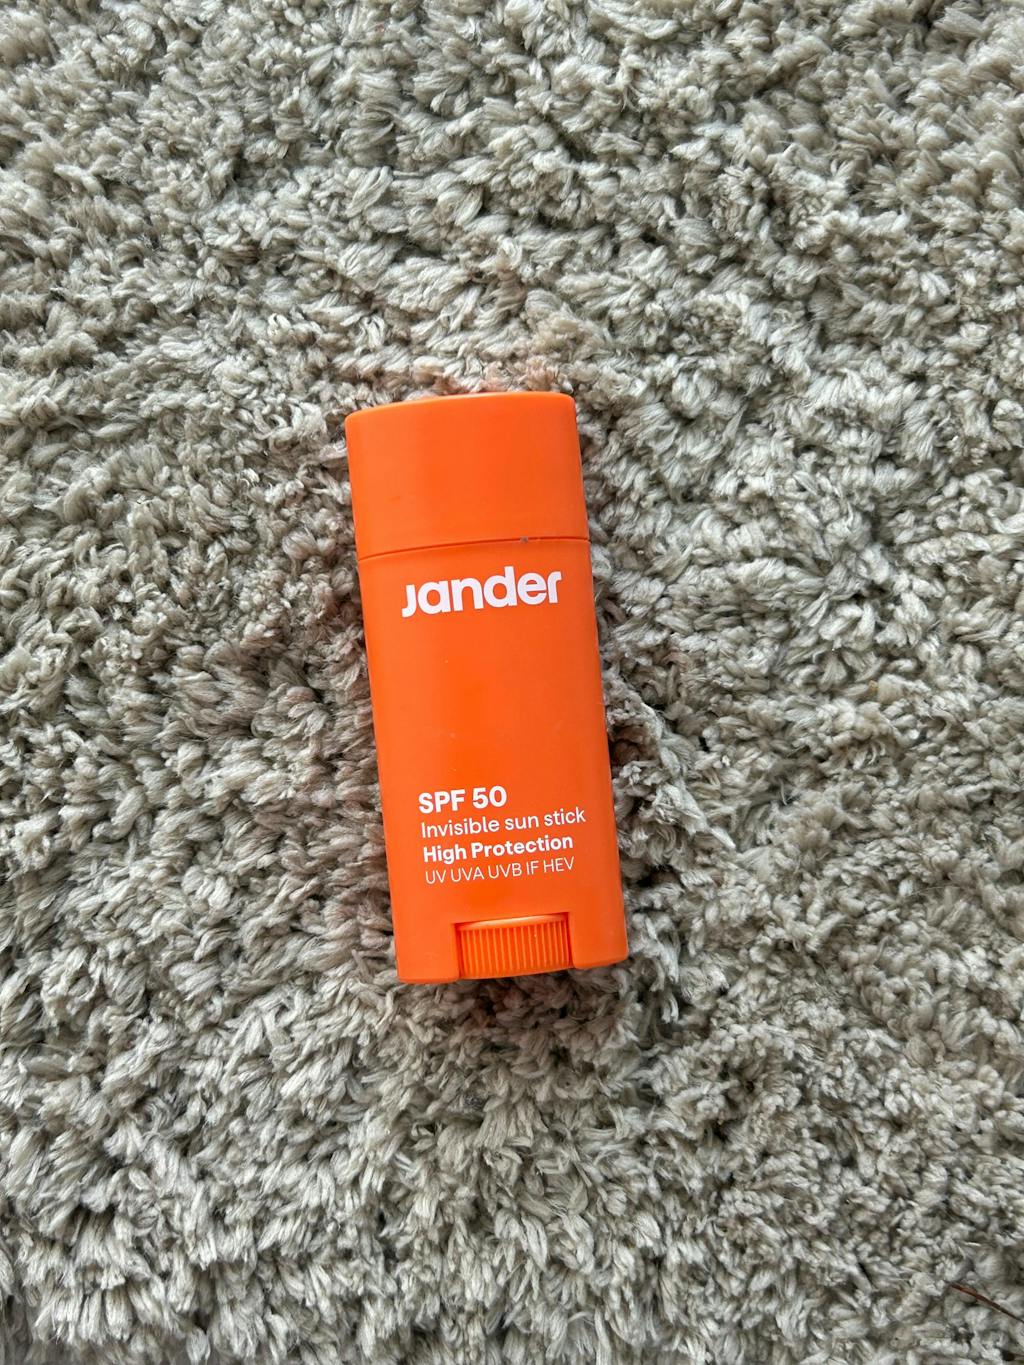 Jander
SPF 50
Invisible sun stick
High Protection
UV UVA UVB IF HEV